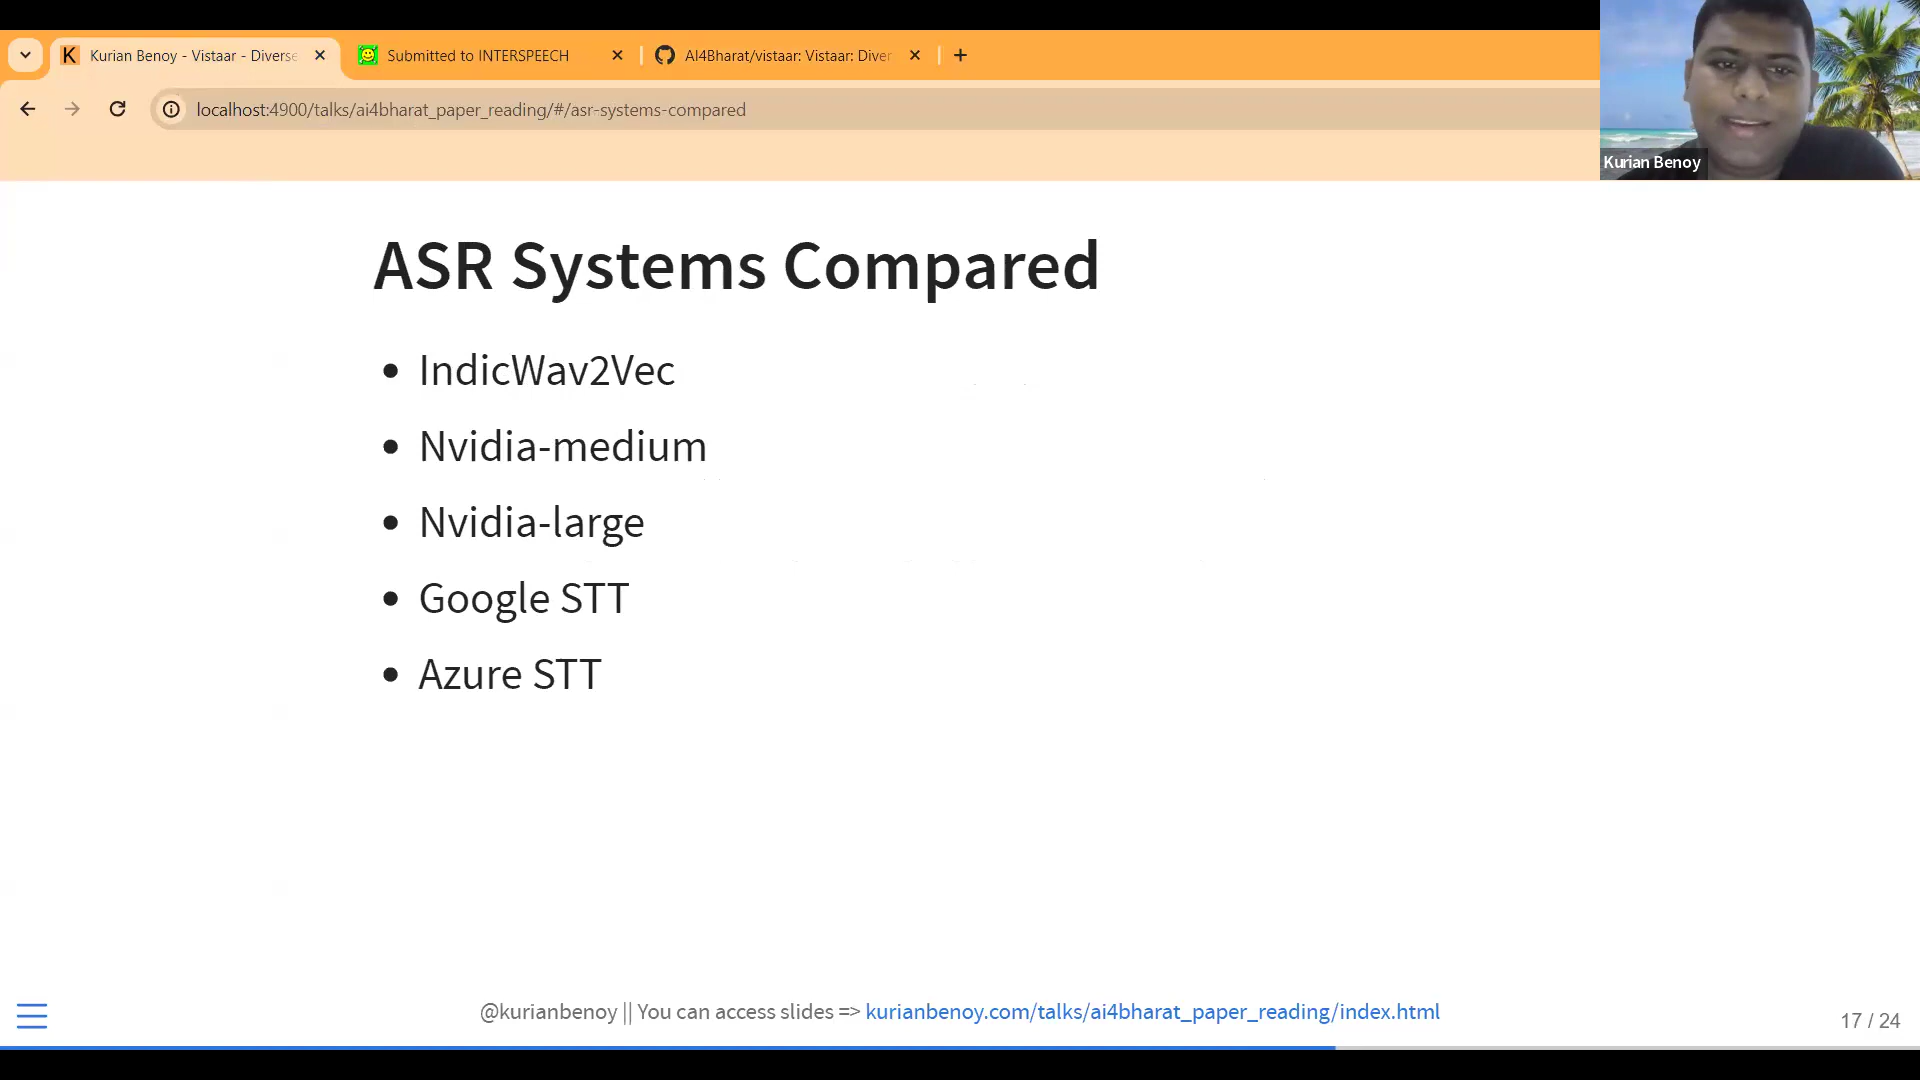 Kurian Benoy - Vistaar - Diverse
Submitted to INTERSPEECH
AI4Bharat/vistaar: Vistaar: Diver
localhost:4900/talks/ai4bharat_paper_reading/#/asr-systems-compared
Kurian Benoy
ASR Systems Compared
• IndicWav2Vec
• Nvidia-medium
• Nvidia-large
• Google STT
• Azure STT
@kurianbenoy || You can access slides => kurianbenoy.com/talks/ai4bharat_paper_reading/index.html
17 / 24